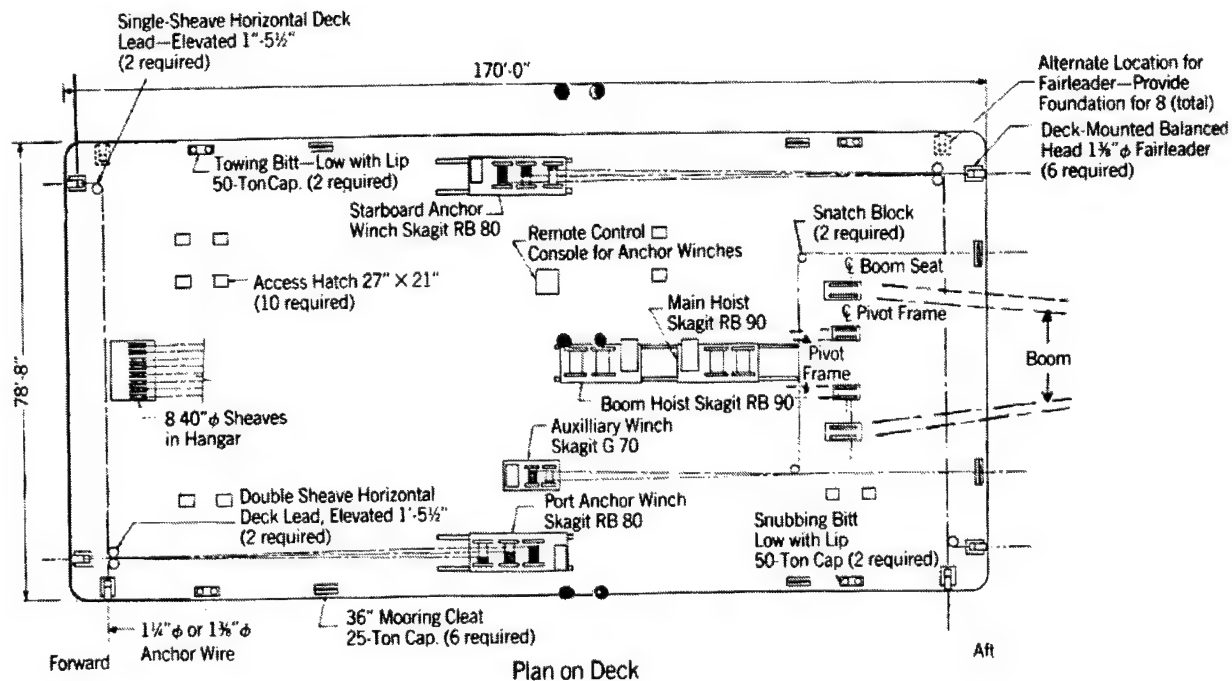 Single-Sheave Horizontal Deck
Lead—Elevated 1"-5½"
(2 required)
170'-0"
Alternate Location for
Fairleader—Provide
Foundation for 8 (total)
Deck-Mounted Balanced
Head 1⅜"ϕ Fairleader
(6 required)
Towing Bitt—Low with Lip
50-Ton Cap. (2 required)
Starboard Anchor
Winch Skagit RB 80
Remote Control
Console for Anchor Winches
Snatch Block
(2 required)
℄ Boom Seat
Access Hatch 27" X 21"
(10 required)
Main Hoist
Skagit RB 90
℄ Pivot Frame
78'-8"
Pivot
Frame
Boom
8 40"ϕ Sheaves
in Hangar
Boom Hoist Skagit RB 90
Auxilliary Winch
Skagit G 70
Double Sheave Horizontal
Deck Lead, Elevated 1'-5½"
(2 required)
Port Anchor Winch
Skagit RB 80
Snubbing Bitt
Low with Lip
50-Ton Cap (2 required)
36" Mooring Cleat
25-Ton Cap. (6 required)
1¼"ϕ or 1⅜"ϕ
Anchor Wire
Forward
Plan on Deck
Aft